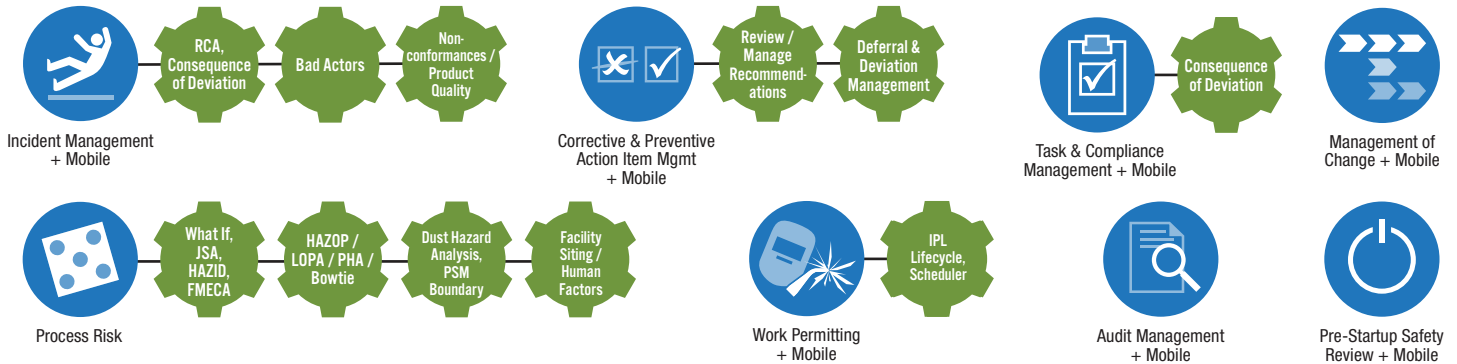 RCA,
Consequence
of Deviation
Bad Actors
Non-
conformances /
Product
Quality
Incident Management
+ Mobile
Review /
Manage
Recommend-
ations
Deferral &
Deviation
Management
Corrective & Preventive
Action Item Mgmt
+ Mobile
Consequence
of Deviation
Task & Compliance
Management + Mobile
Management of
Change + Mobile
What If,
JSA,
HAZID,
FMECA
HAZOP /
LOPA / PHA /
Bowtie
Dust Hazard
Analysis,
PSM
Boundary
Facility
Siting /
Human
Factors
Process Risk
IPL
Lifecycle,
Scheduler
Work Permitting
+ Mobile
Audit Management
+ Mobile
Pre-Startup Safety
Review + Mobile